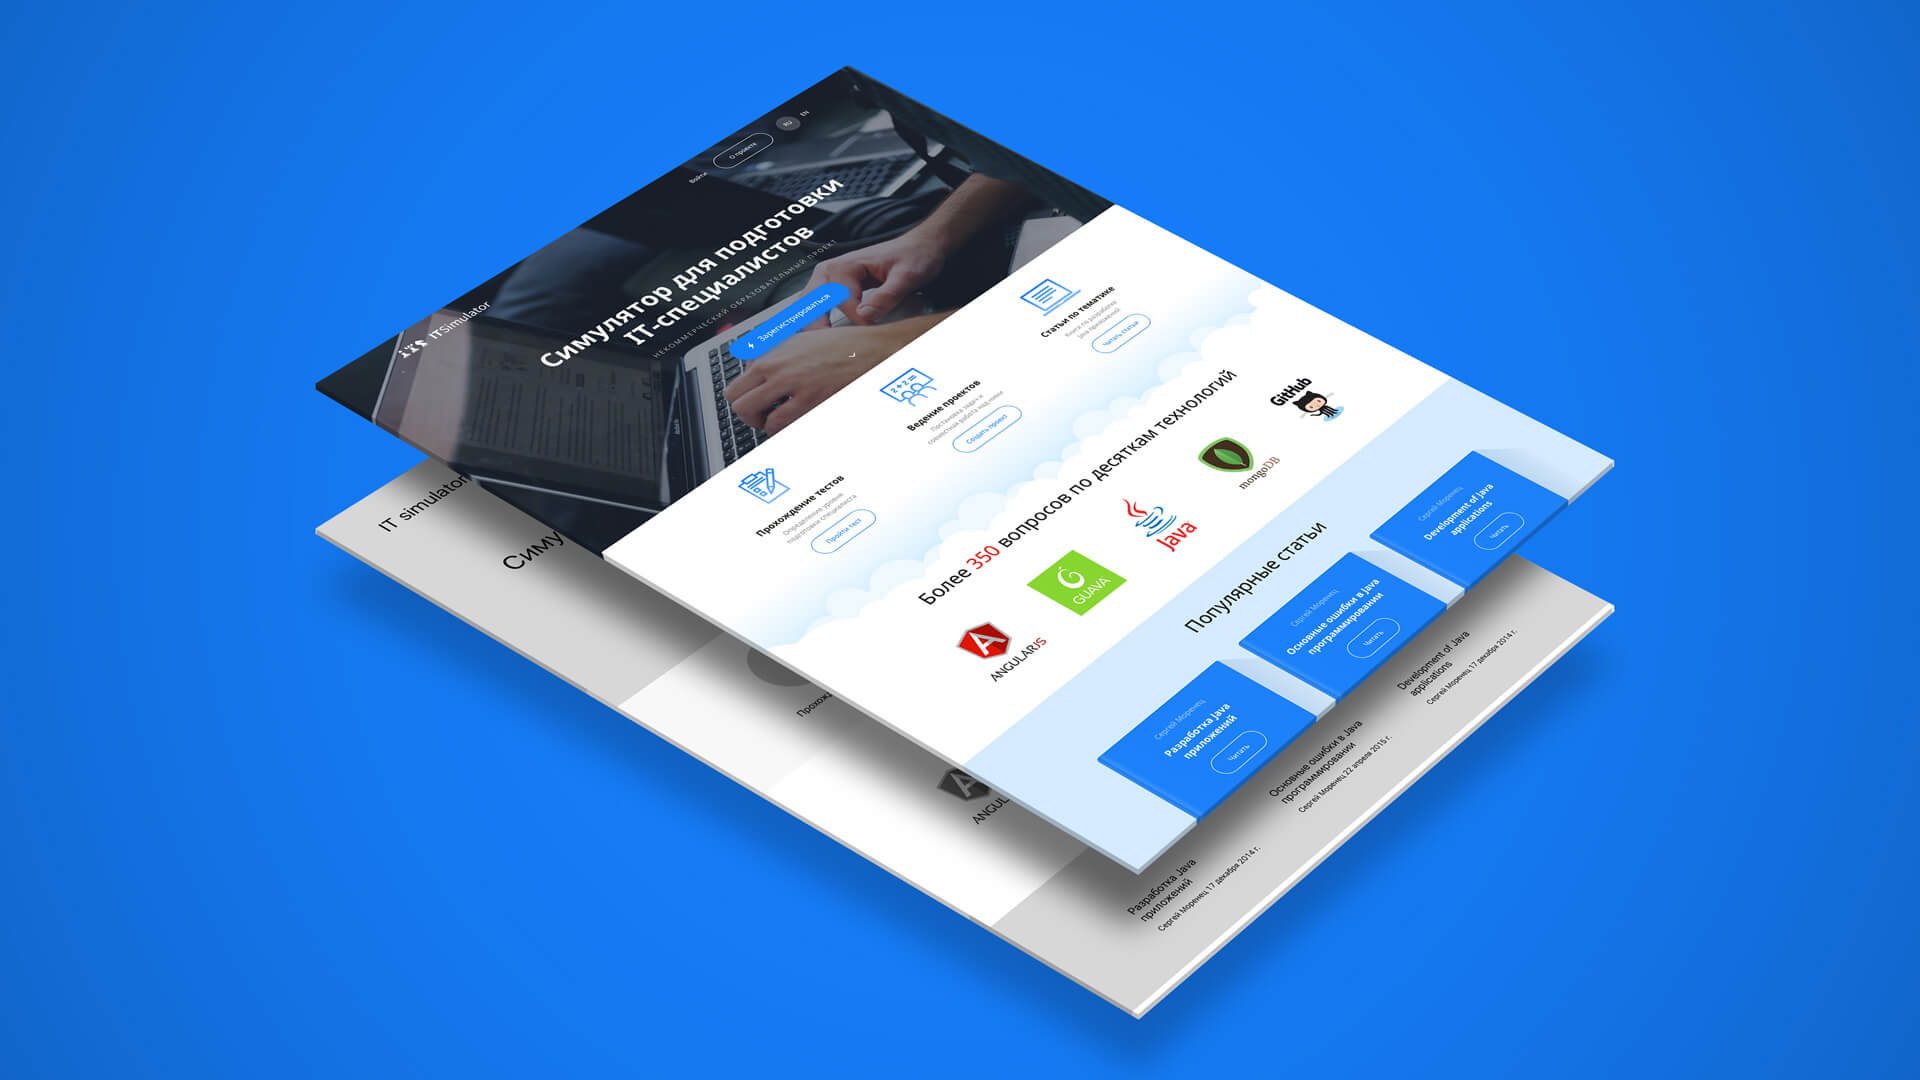 ITSimulator
Войти
О проекте
RU
EN
Симулятор для подготовки
IT-специалистов
НЕКОММЕРЧЕСКИЙ ОБРАЗОВАТЕЛЬНЫЙ ПРОЕКТ
Зарегистрироваться
Прохождение тестов
Определение уровня
подготовки специалиста
Пройти тест
2+2=
Ведение проектов
Постановка задач и
совместная работа над ними
Создать проект
Статьи по тематике
Книги по разработке
Java приложений
Читать статьи
Более 350 вопросов по десяткам технологий
ANGULARJS
GUAVA
Java
mongoDB
GitHub
Популярные статьи
Сергей Моренец
Разработка Java
приложений
Читать
Сергей Моренец
Основные ошибки в Java
программировании
Читать
Сергей Моренец
Development of Java
applications
Читать
IT simulator
Симу
Прохож
ANGUL
Разработка Java
приложений
Сергей Моренец 17 декабря 2014 г.
Основные ошибки в Java
программировании
Сергей Моренец 22 апреля 2015 г.
Development of Java
applications
Сергей Моренец 17 декабря 2014 г.